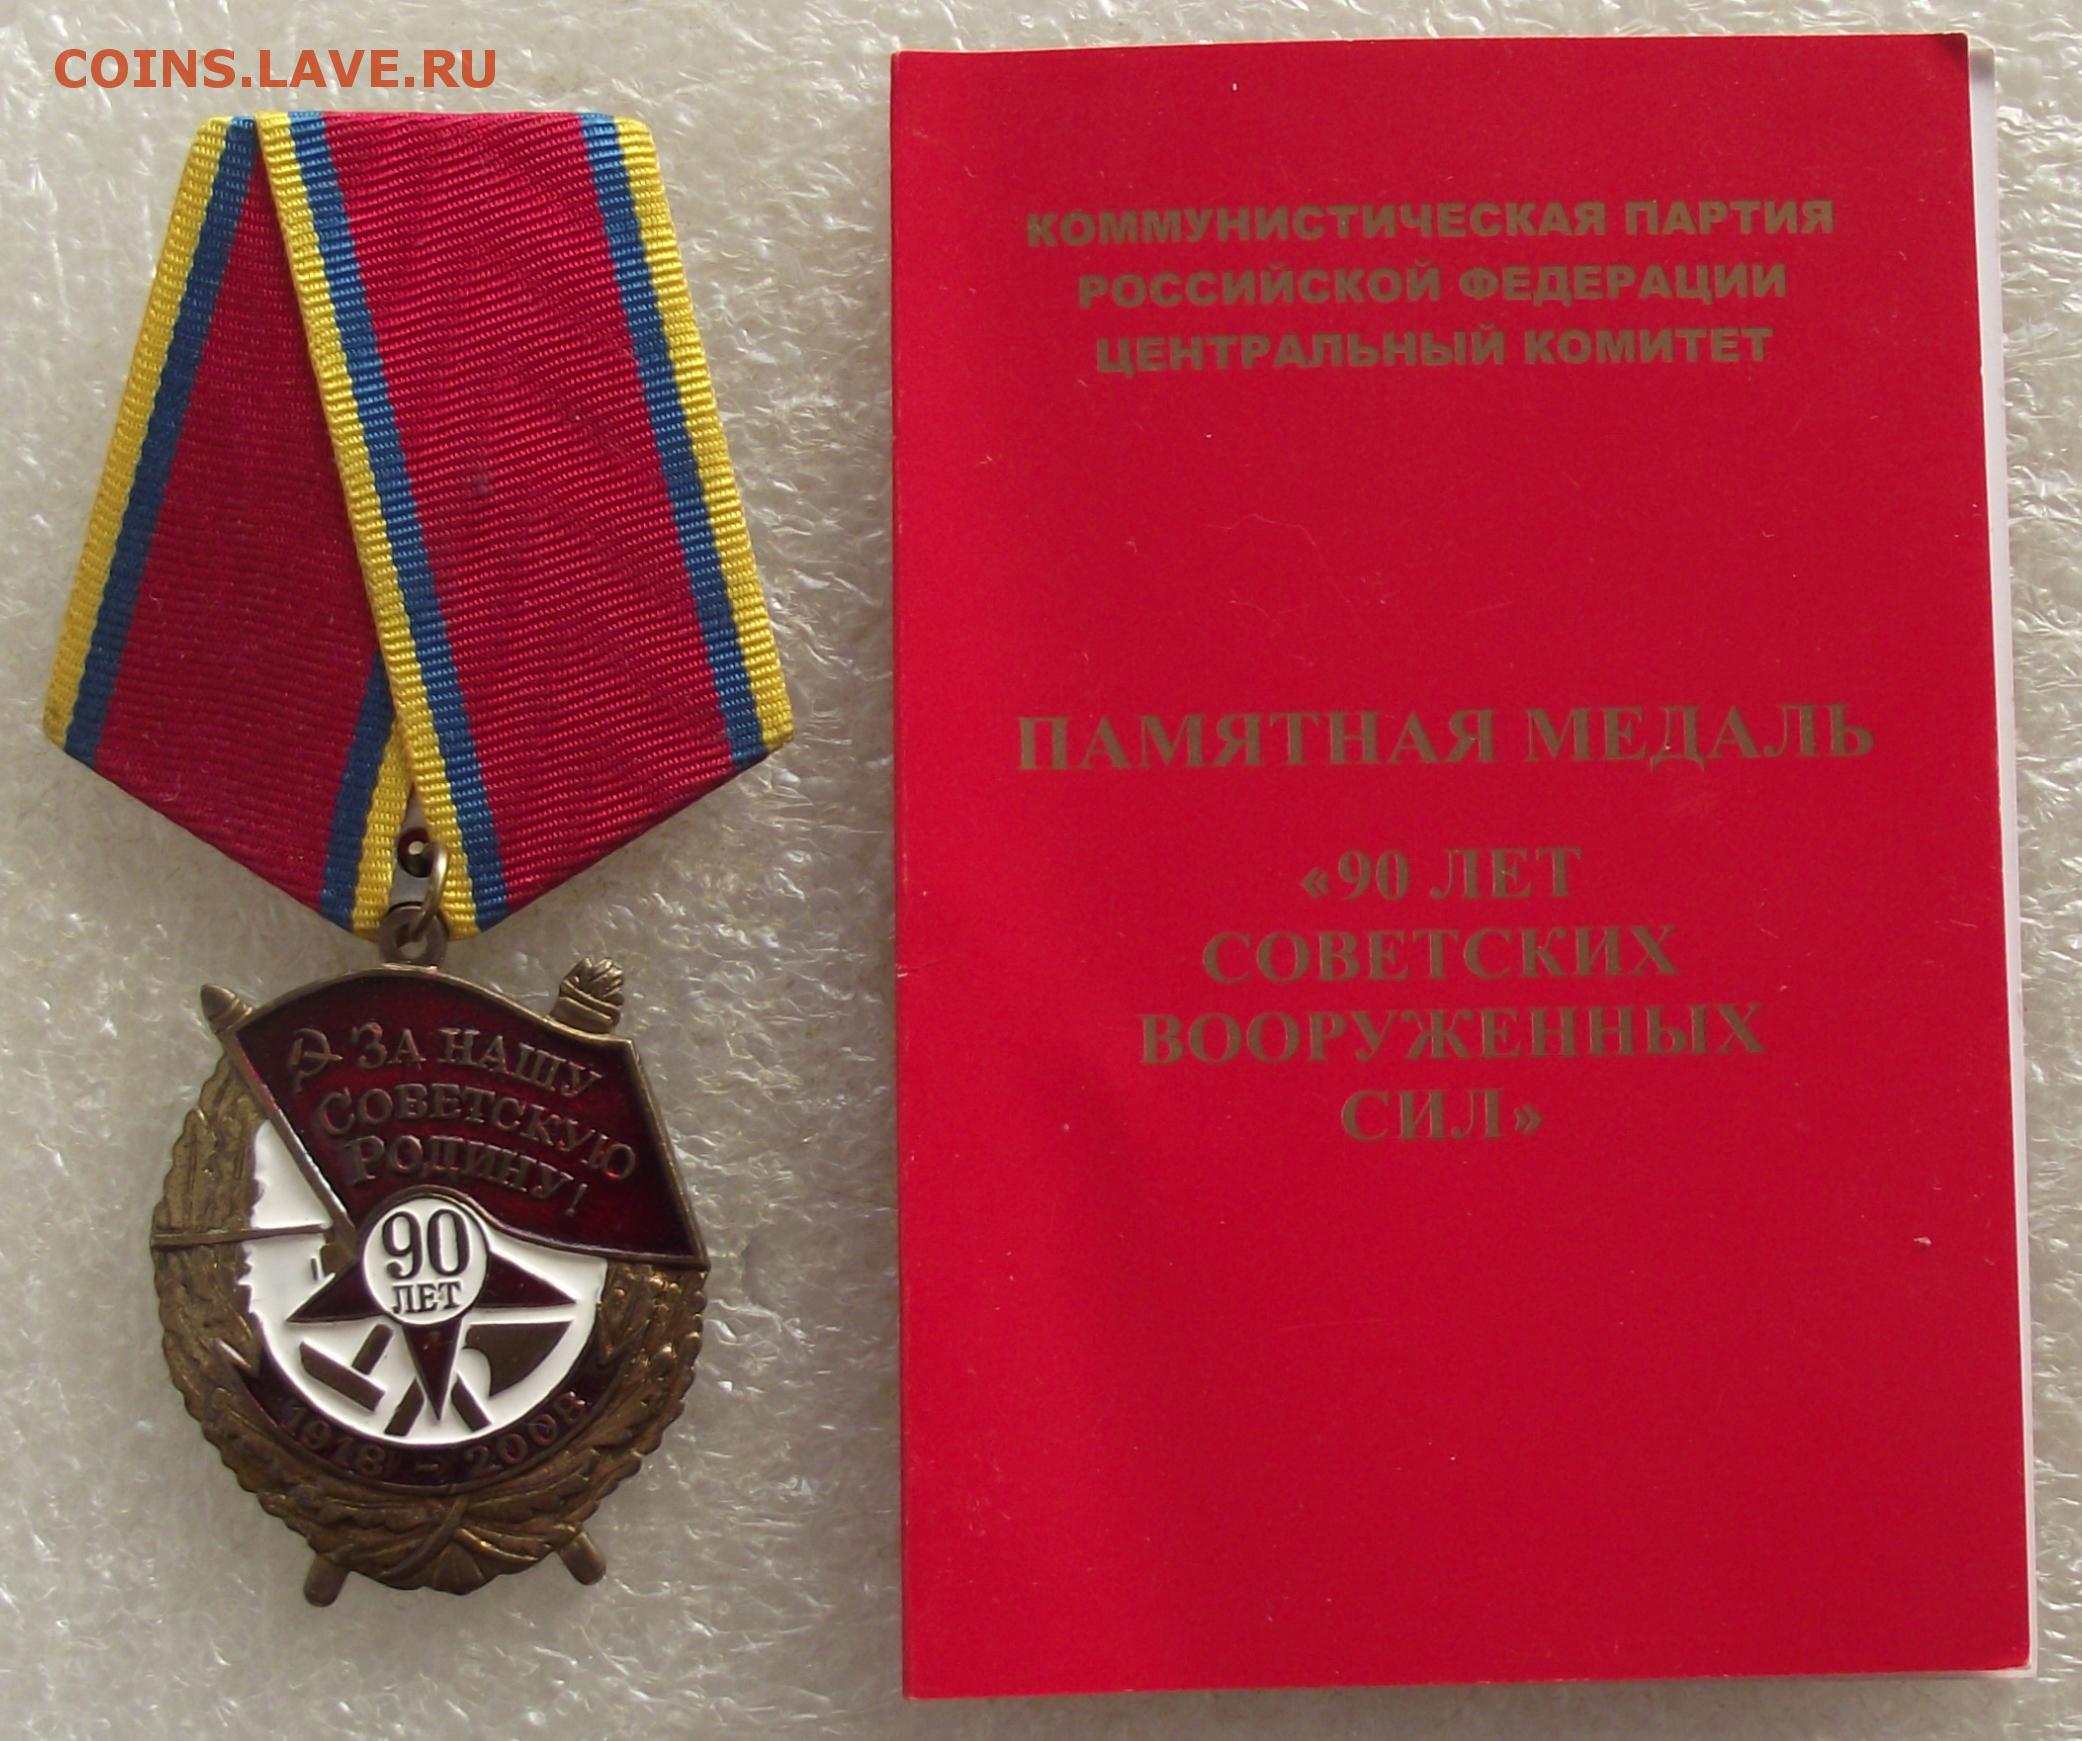 COINS.LAVE.RU
КОММУНИСТИЧЕСКАЯ ПАРТИЯ
РОССИЙСКОЙ ФЕДЕРАЦИИ
ЦЕНТРАЛЬНЫЙ КОМИТЕТ
ПАМЯТНАЯ МЕДАЛЬ
«90 ЛЕТ
СОВЕТСКИХ
ВООРУЖЕННЫХ
СИЛ»
ЗА НАШУ
СОВЕТСКУЮ
РОДИНУ!
90
ЛЕТ
1918 - 2008